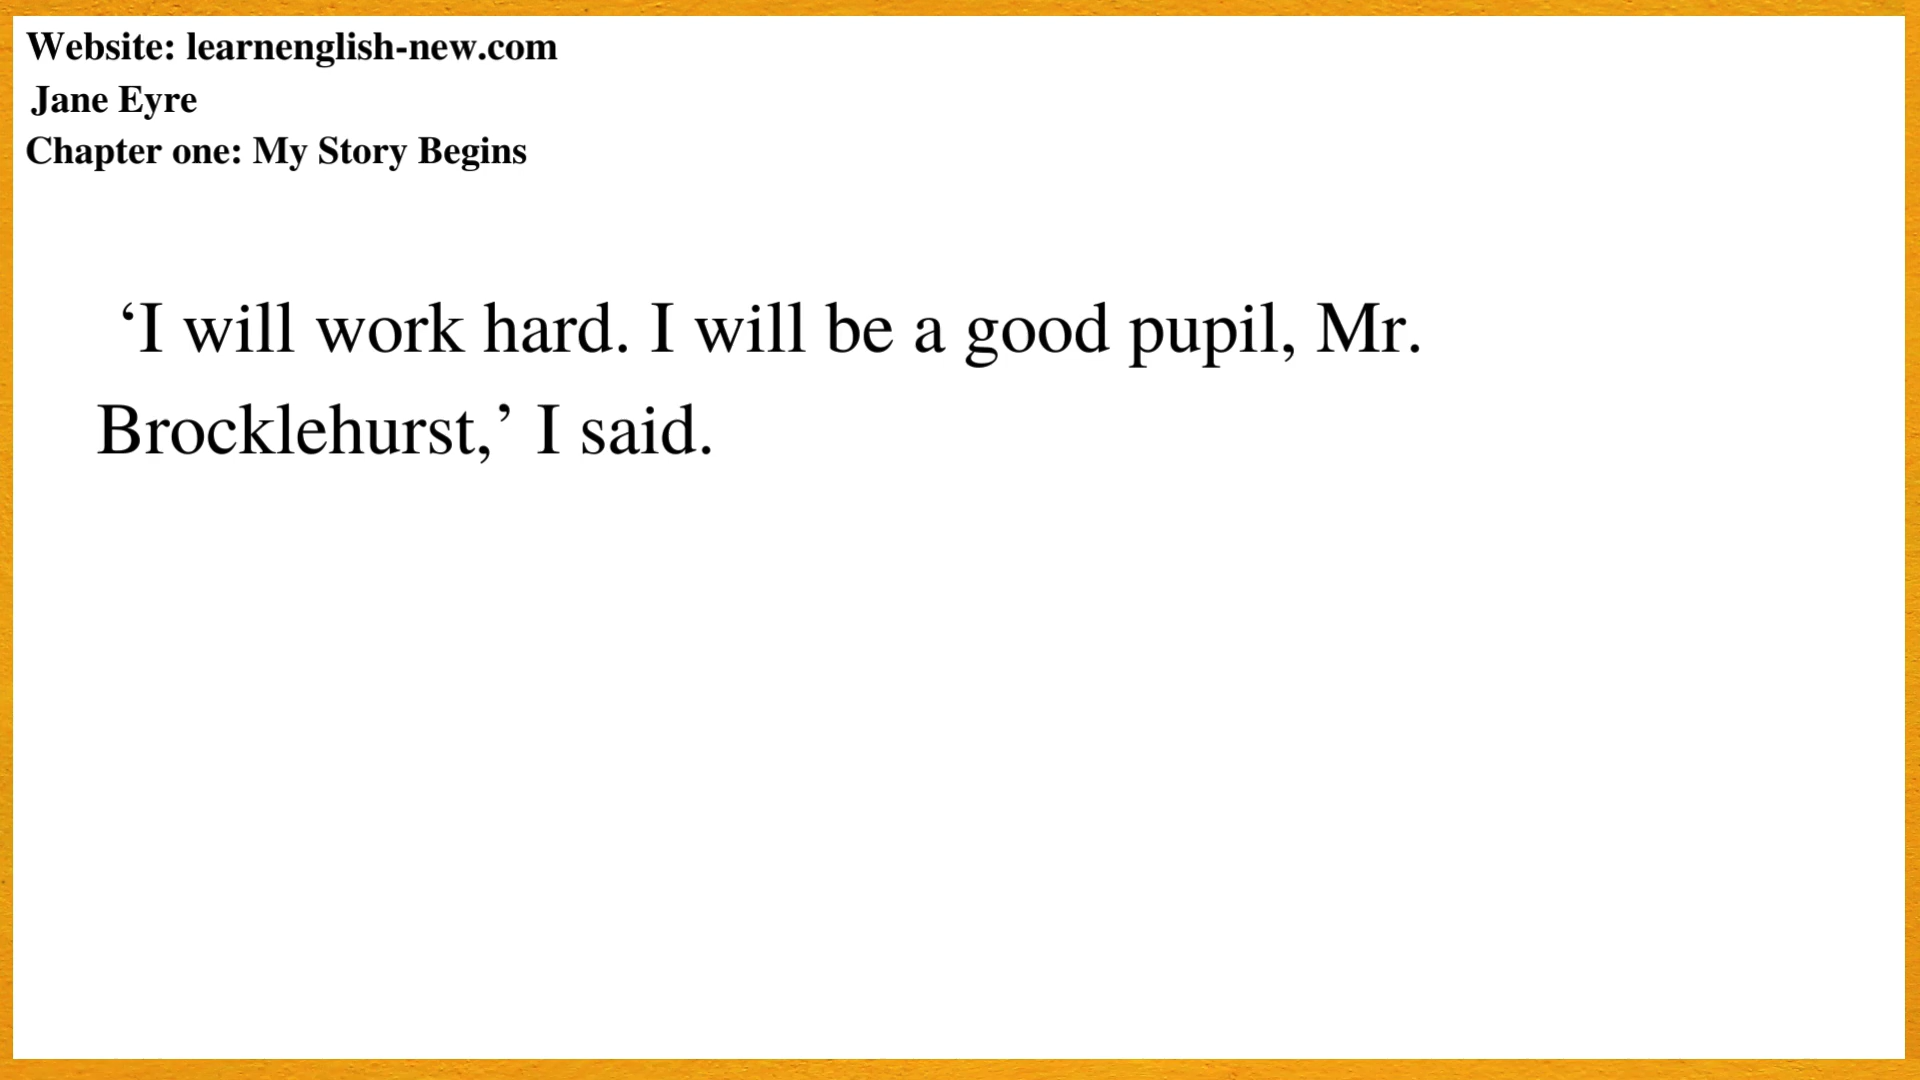 Website: learnenglish-new.com
Jane Eyre
Chapter one: My Story Begins
‘I will work hard. I will be a good pupil, Mr.
Brocklehurst,’ I said.